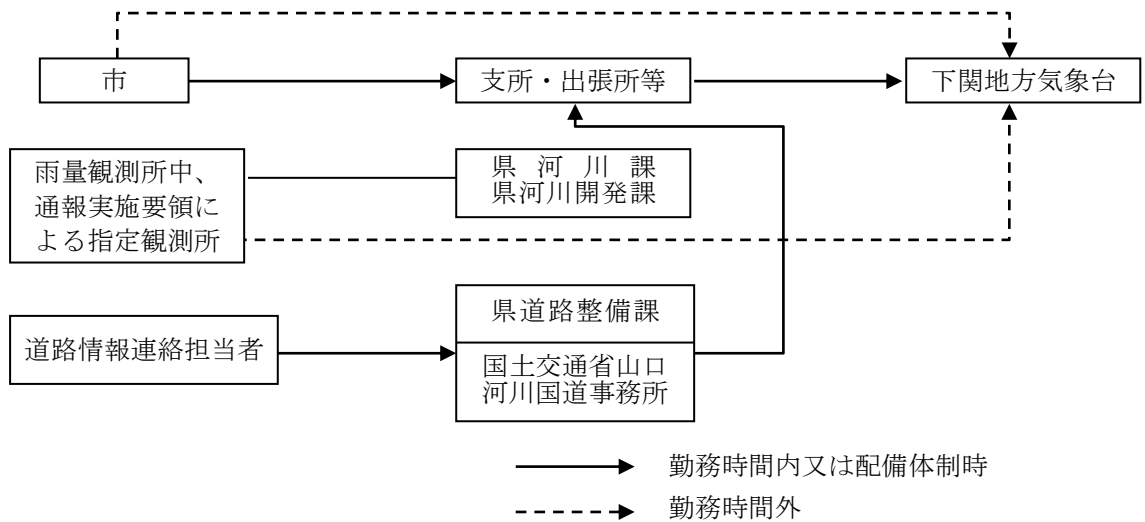 市
支所・出張所等
下関地方気象台
雨量観測所中、
通報実施要領に
よる指定観測所
県河川課
県河川開発課
道路情報連絡担当者
県道路整備課
国土交通省山口
河川国道事務所
勤務時間内又は配備体制時
勤務時間外